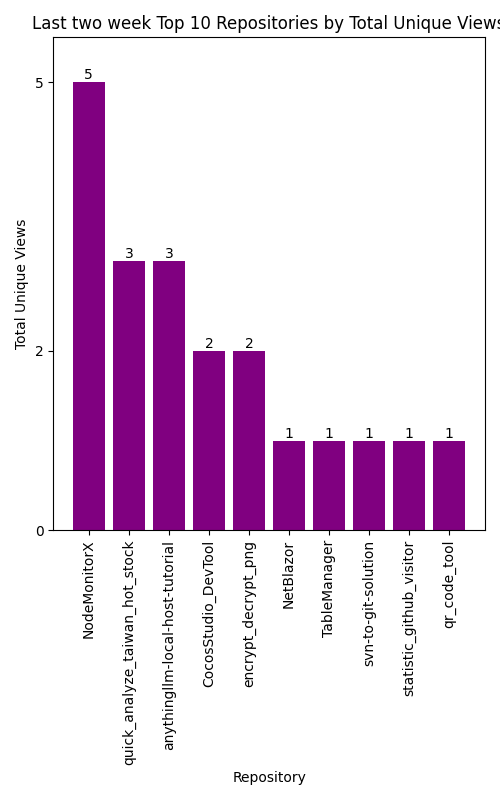 Last two week Top 10 Repositories by Total Unique Views
5
3
3
2
2
1
1
1
1
1
5
2
0
Total Unique Views
NodeMonitorX
quick_analyze_taiwan_hot_stock
anythingllm-local-host-tutorial
CocosStudio_DevTool
encrypt_decrypt_png
NetBlazor
TableManager
svn-to-git-solution
statistic_github_visitor
qr_code_tool
Repository